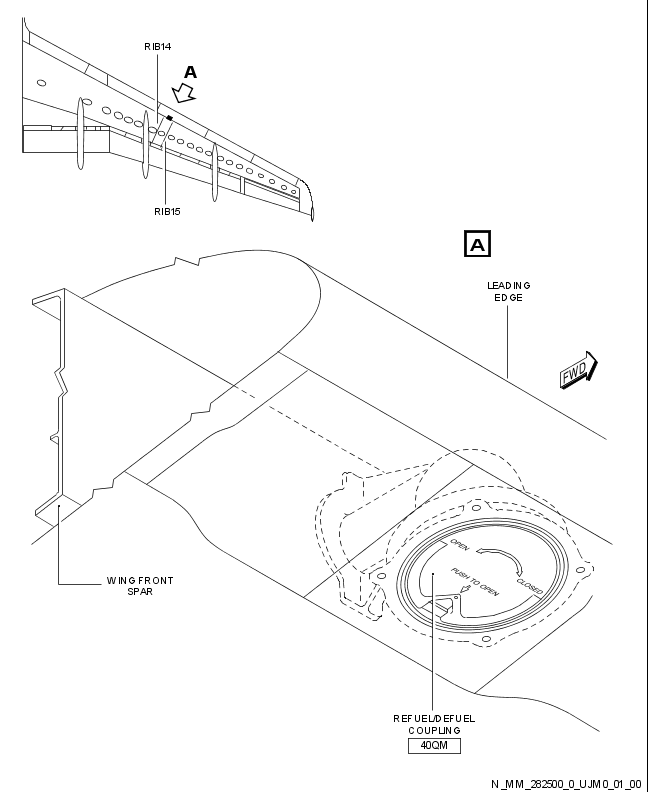 RIB14
A
RIB15
A
LEADING
EDGE
FWD
OPEN
PUSH TO OPEN
CLOSED
WING FRONT
SPAR
REFUEL/DEFUEL
COUPLING
40QM
N_MM_282500_0_UJM0_01_00